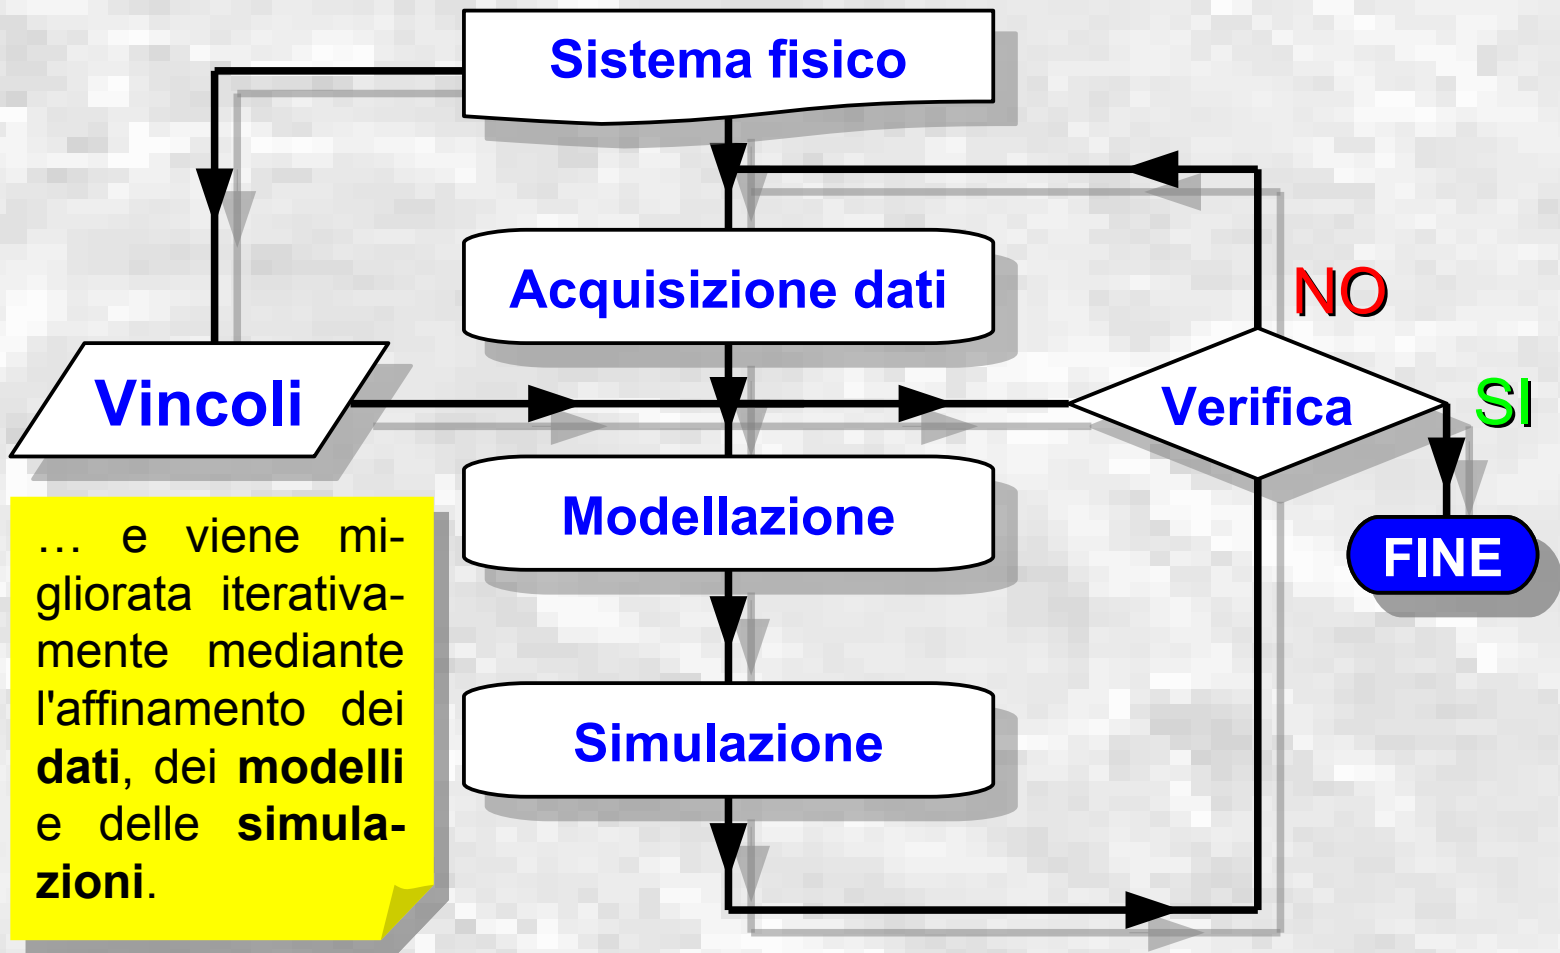 Sistema fisico
Acquisizione dati
NO
Vincoli
Verifica
SI
Modellazione
FINE
Simulazione
… e viene mi-
gliorata iterativa-
mente mediante
l'affinamento dei
dati, dei modelli
e delle simula-
zioni.